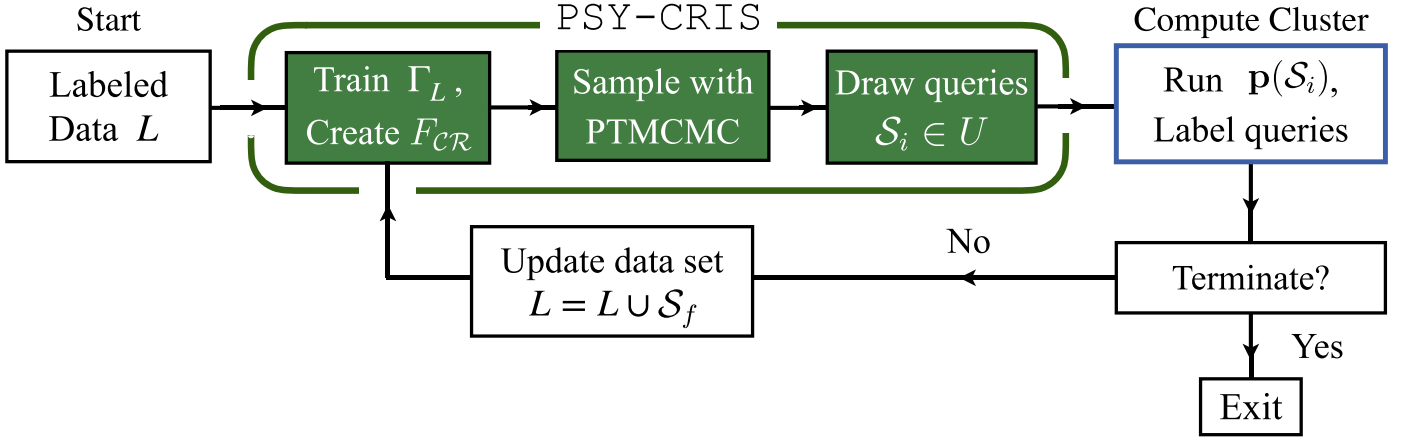 Start
PSY-CRIS
Compute Cluster
Labeled
Data L
Train Γ_L ,
Create F_𝒞ℛ
Sample with
PTMCMC
Draw queries
𝒮_i ∈ U
Run p(𝒮_i),
Label queries
Update data set
L = L ∪ 𝒮_f
No
Terminate?
Yes
Exit